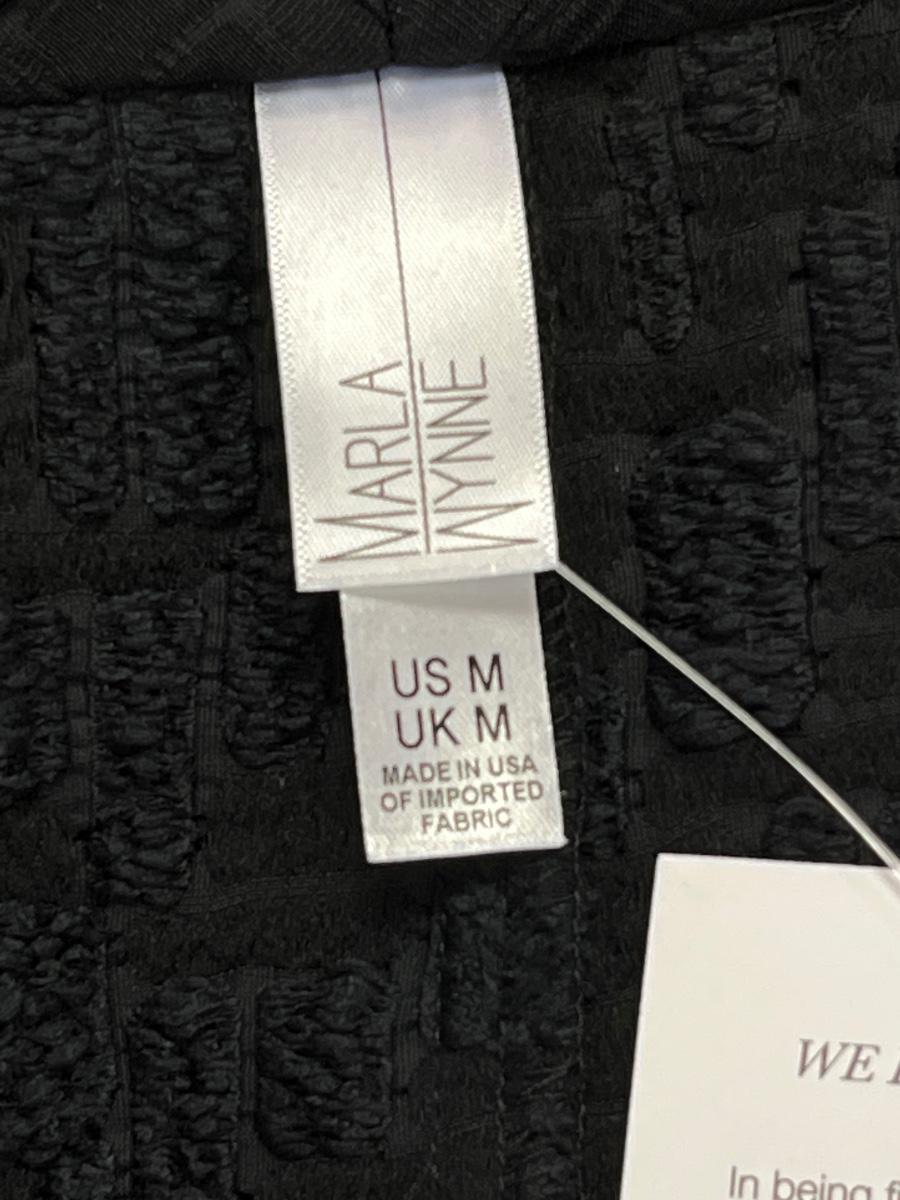 MARLA
WYNNE
US M
UK M
MADE IN USA
OF IMPORTED
FABRIC
WE
In being